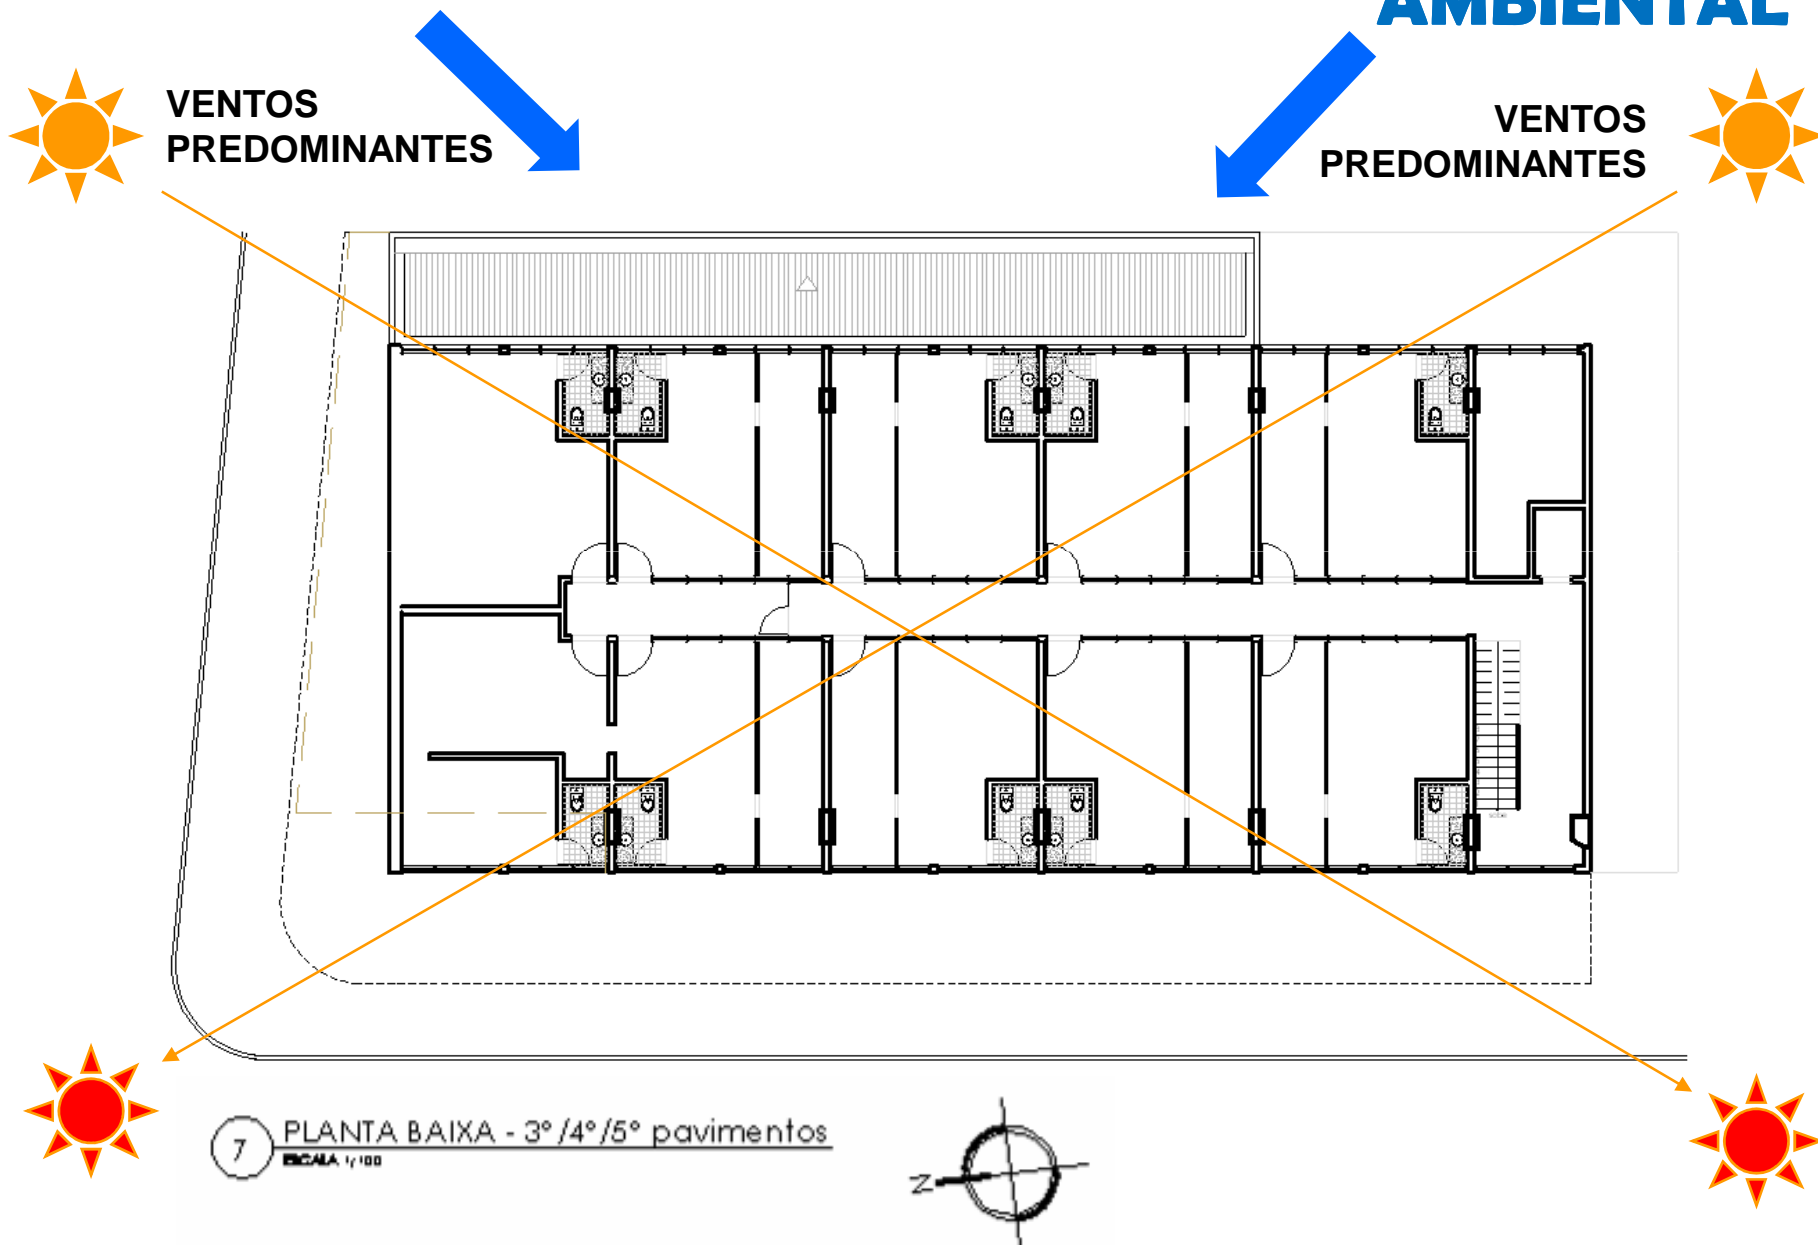 AMBIENTAL
VENTOS
PREDOMINANTES
VENTOS
PREDOMINANTES
7
PLANTA BAIXA - 3º/4º/5º pavimentos
ESCALA 1/100
N